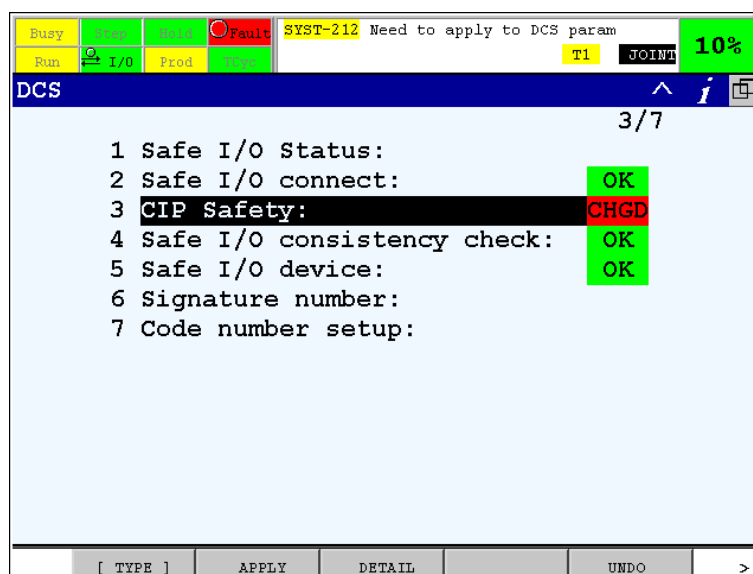 Busy Step Hold Fault SYST-212 Need to apply to DCS param
Run I/O Prod TCyc T1 JOINT 10%
DCS i
3/7
1 Safe I/O Status:
2 Safe I/O connect: OK
3 CIP Safety: CHGD
4 Safe I/O consistency check: OK
5 Safe I/O device: OK
6 Signature number:
7 Code number setup:
[ TYPE ] APPLY DETAIL UNDO >